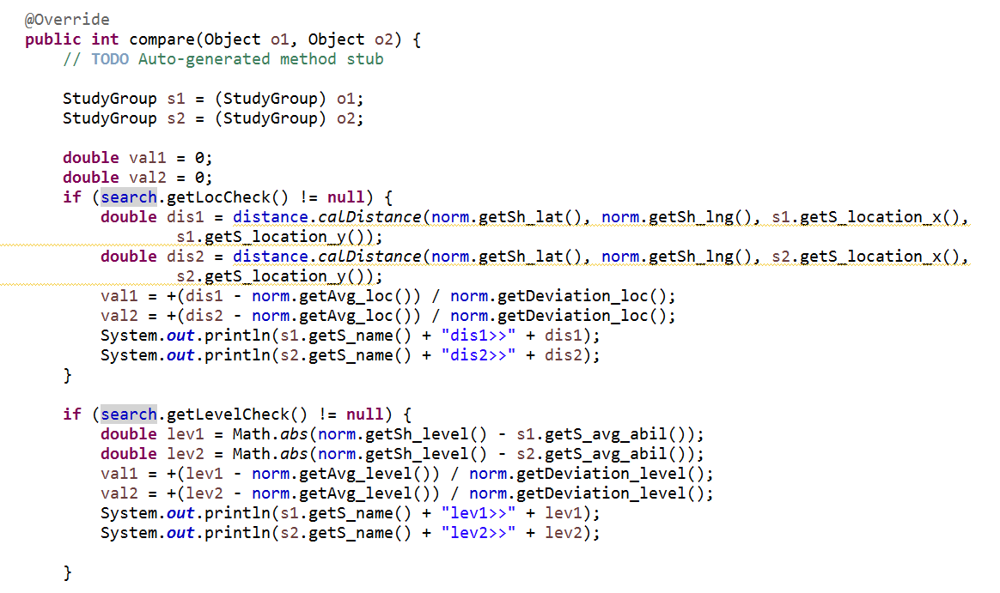 @Override
public int compare(Object o1, Object o2) {
    // TODO Auto-generated method stub

    StudyGroup s1 = (StudyGroup) o1;
    StudyGroup s2 = (StudyGroup) o2;

    double val1 = 0;
    double val2 = 0;
    if (search.getLocCheck() != null) {
        double dis1 = distance.calDistance(norm.getSh_lat(), norm.getSh_lng(), s1.getS_location_x(),
                s1.getS_location_y());
        double dis2 = distance.calDistance(norm.getSh_lat(), norm.getSh_lng(), s2.getS_location_x(),
                s2.getS_location_y());
        val1 = +(dis1 - norm.getAvg_loc()) / norm.getDeviation_loc();
        val2 = +(dis2 - norm.getAvg_loc()) / norm.getDeviation_loc();
        System.out.println(s1.getS_name() + "dis1>>" + dis1);
        System.out.println(s2.getS_name() + "dis2>>" + dis2);
    }

    if (search.getLevelCheck() != null) {
        double lev1 = Math.abs(norm.getSh_level() - s1.getS_avg_abil());
        double lev2 = Math.abs(norm.getSh_level() - s2.getS_avg_abil());
        val1 = +(lev1 - norm.getAvg_level()) / norm.getDeviation_level();
        val2 = +(lev2 - norm.getAvg_level()) / norm.getDeviation_level();
        System.out.println(s1.getS_name() + "lev1>>" + lev1);
        System.out.println(s2.getS_name() + "lev2>>" + lev2);

    }